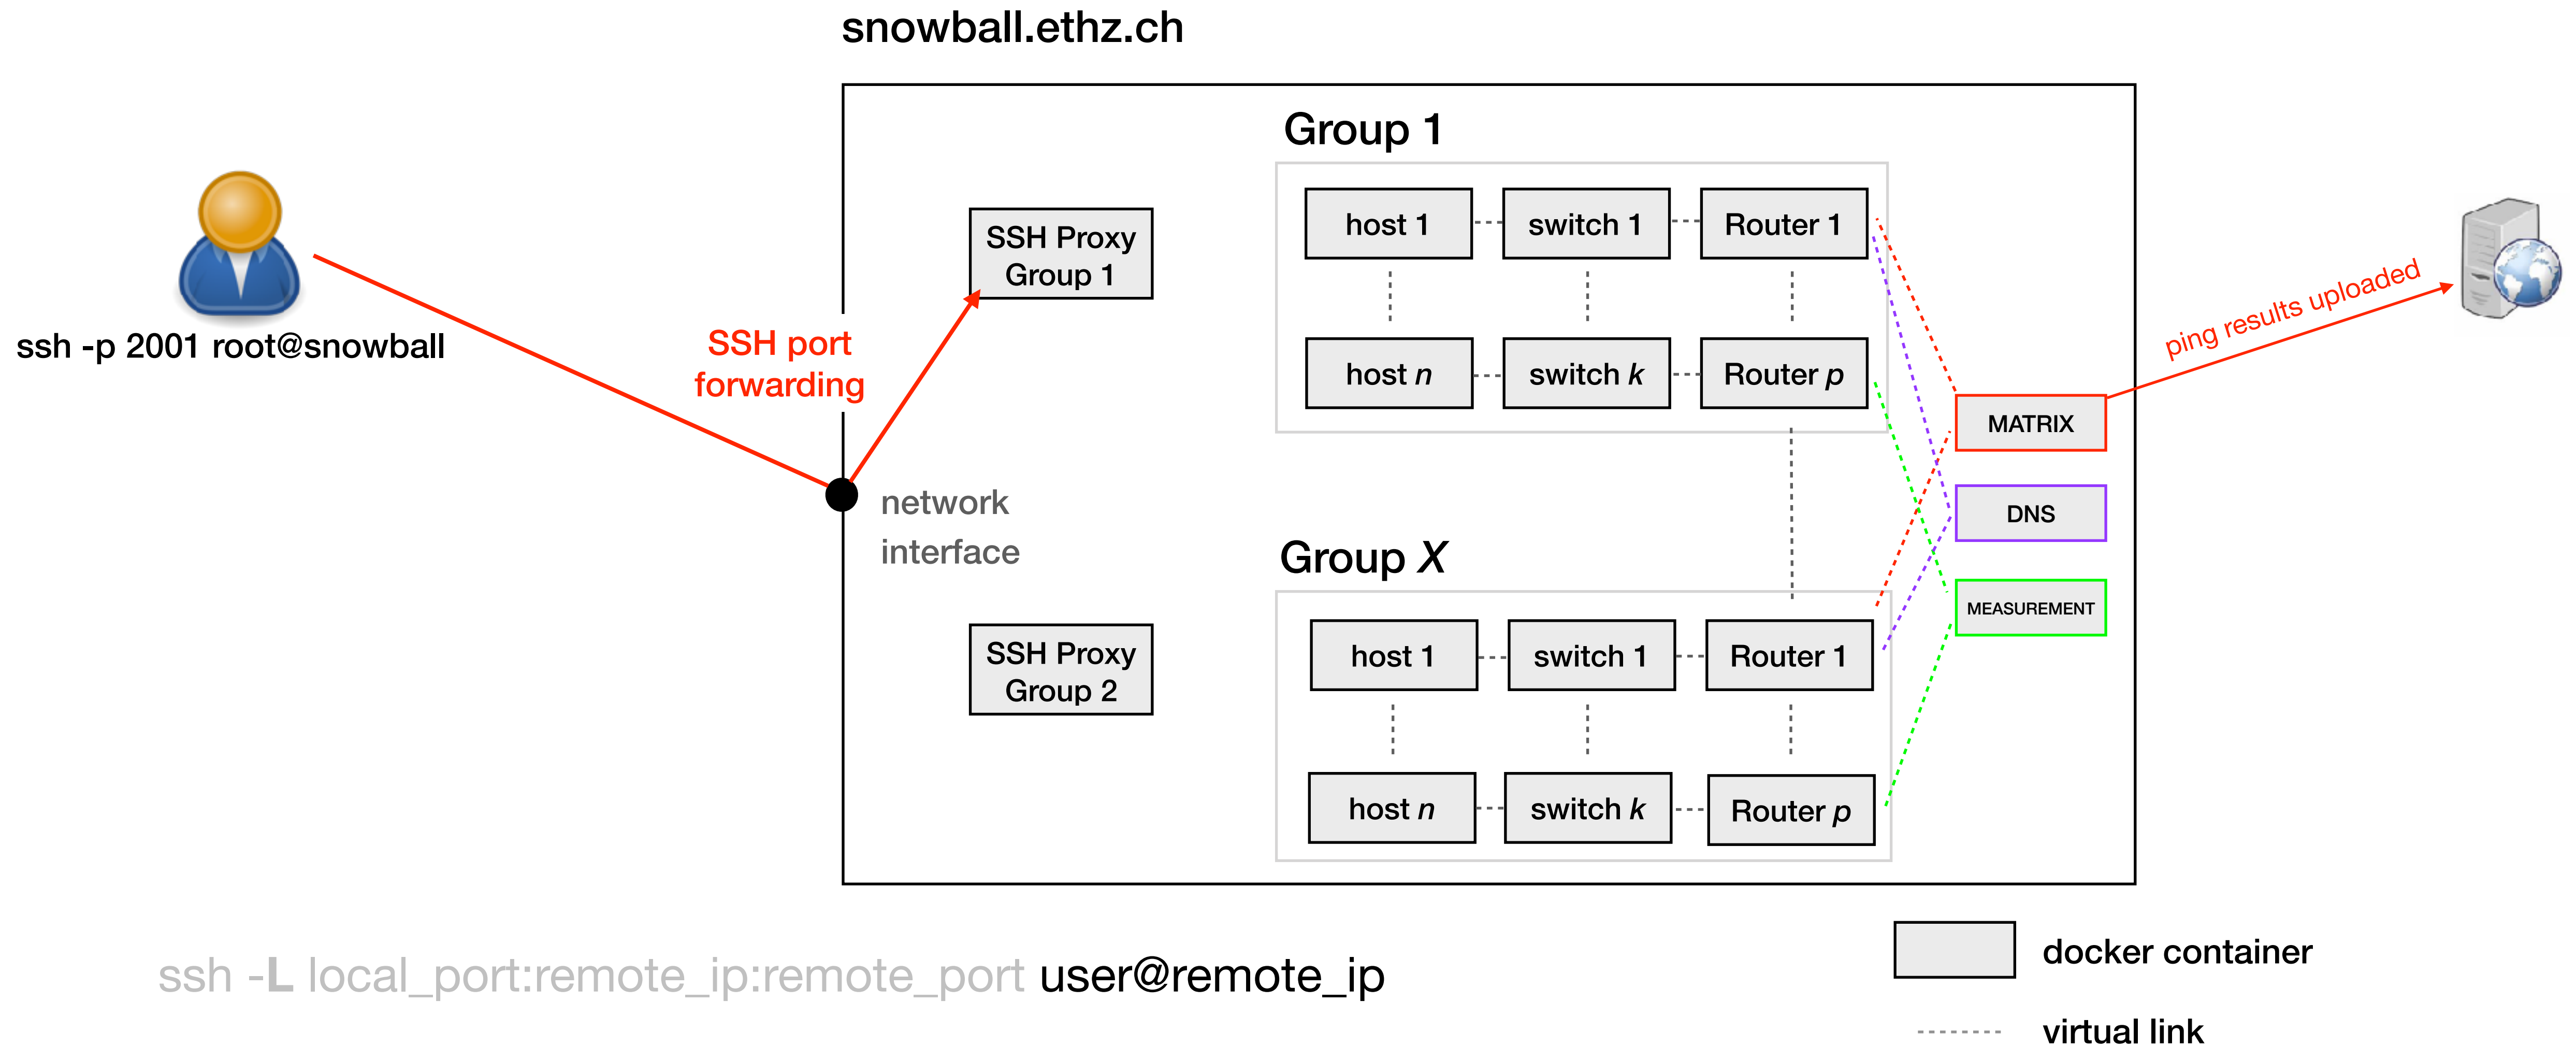 snowball.ethz.ch
ssh -p 2001 root@snowball
SSH port
forwarding
network
interface
SSH Proxy
Group 1
SSH Proxy
Group 2
Group 1
host 1
switch 1
Router 1
host n
switch k
Router p
Group X
host 1
switch 1
Router 1
host n
switch k
Router p
MATRIX
DNS
MEASUREMENT
ping results uploaded
ssh -L local_port:remote_ip:remote_port user@remote_ip
docker container
virtual link